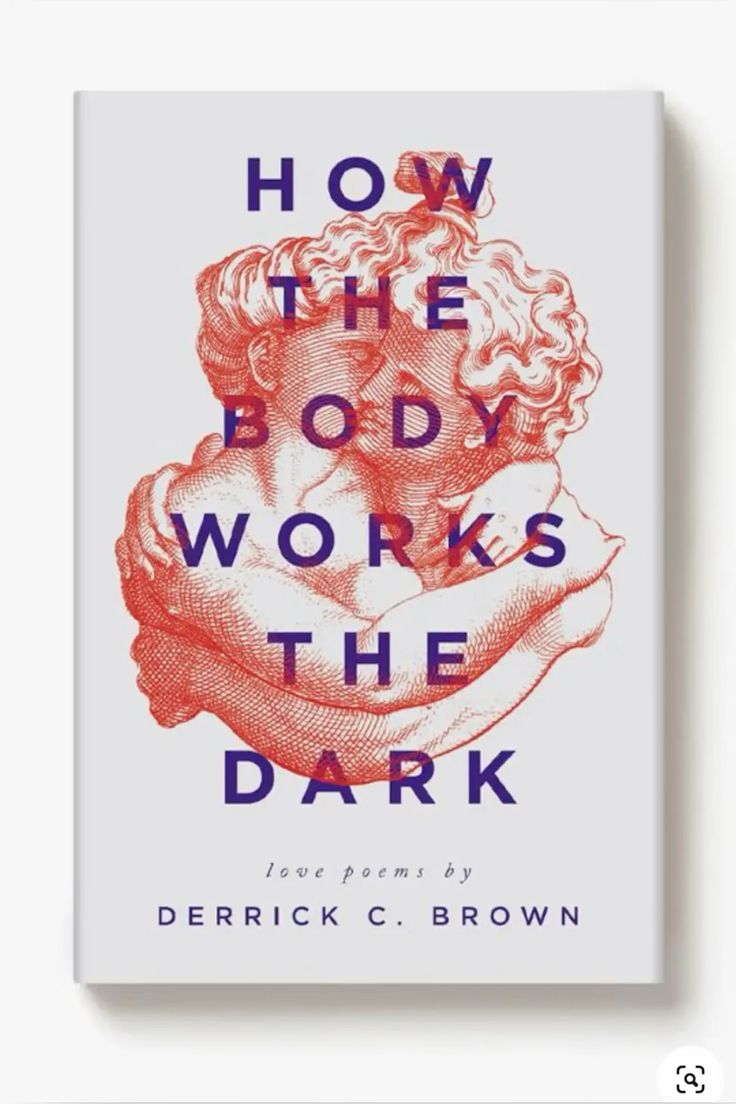 HOW
THE
BODY
WORKS
THE
DARK
love poems by
DERRICK C. BROWN